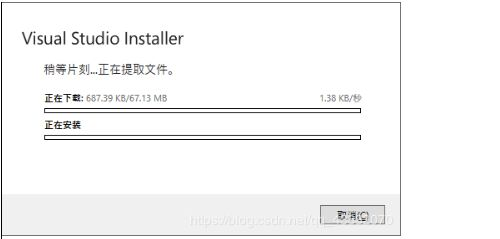 Visual Studio Installer
稍等片刻...正在提取文件。
正在下载: 687.39 KB/67.13 MB 1.38 KB/秒
正在安装
取消(C)